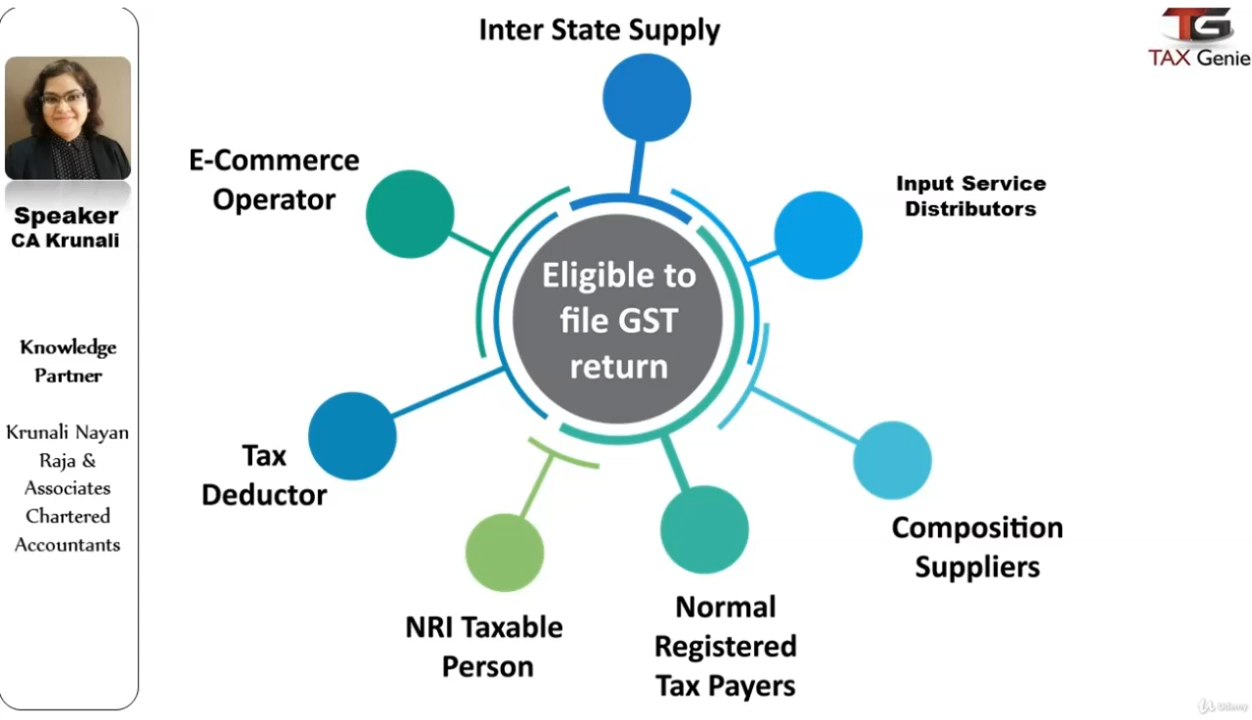 Inter State Supply
TG
TAX Genie
E-Commerce
Operator
Input Service
Distributors
Speaker
CA Krunali
Eligible to
file GST
return
Knowledge
Partner
Krunali Nayan
Raja &
Associates
Chartered
Accountants
Tax
Deductor
Composition
Suppliers
NRI Taxable
Person
Normal
Registered
Tax Payers
Udemy